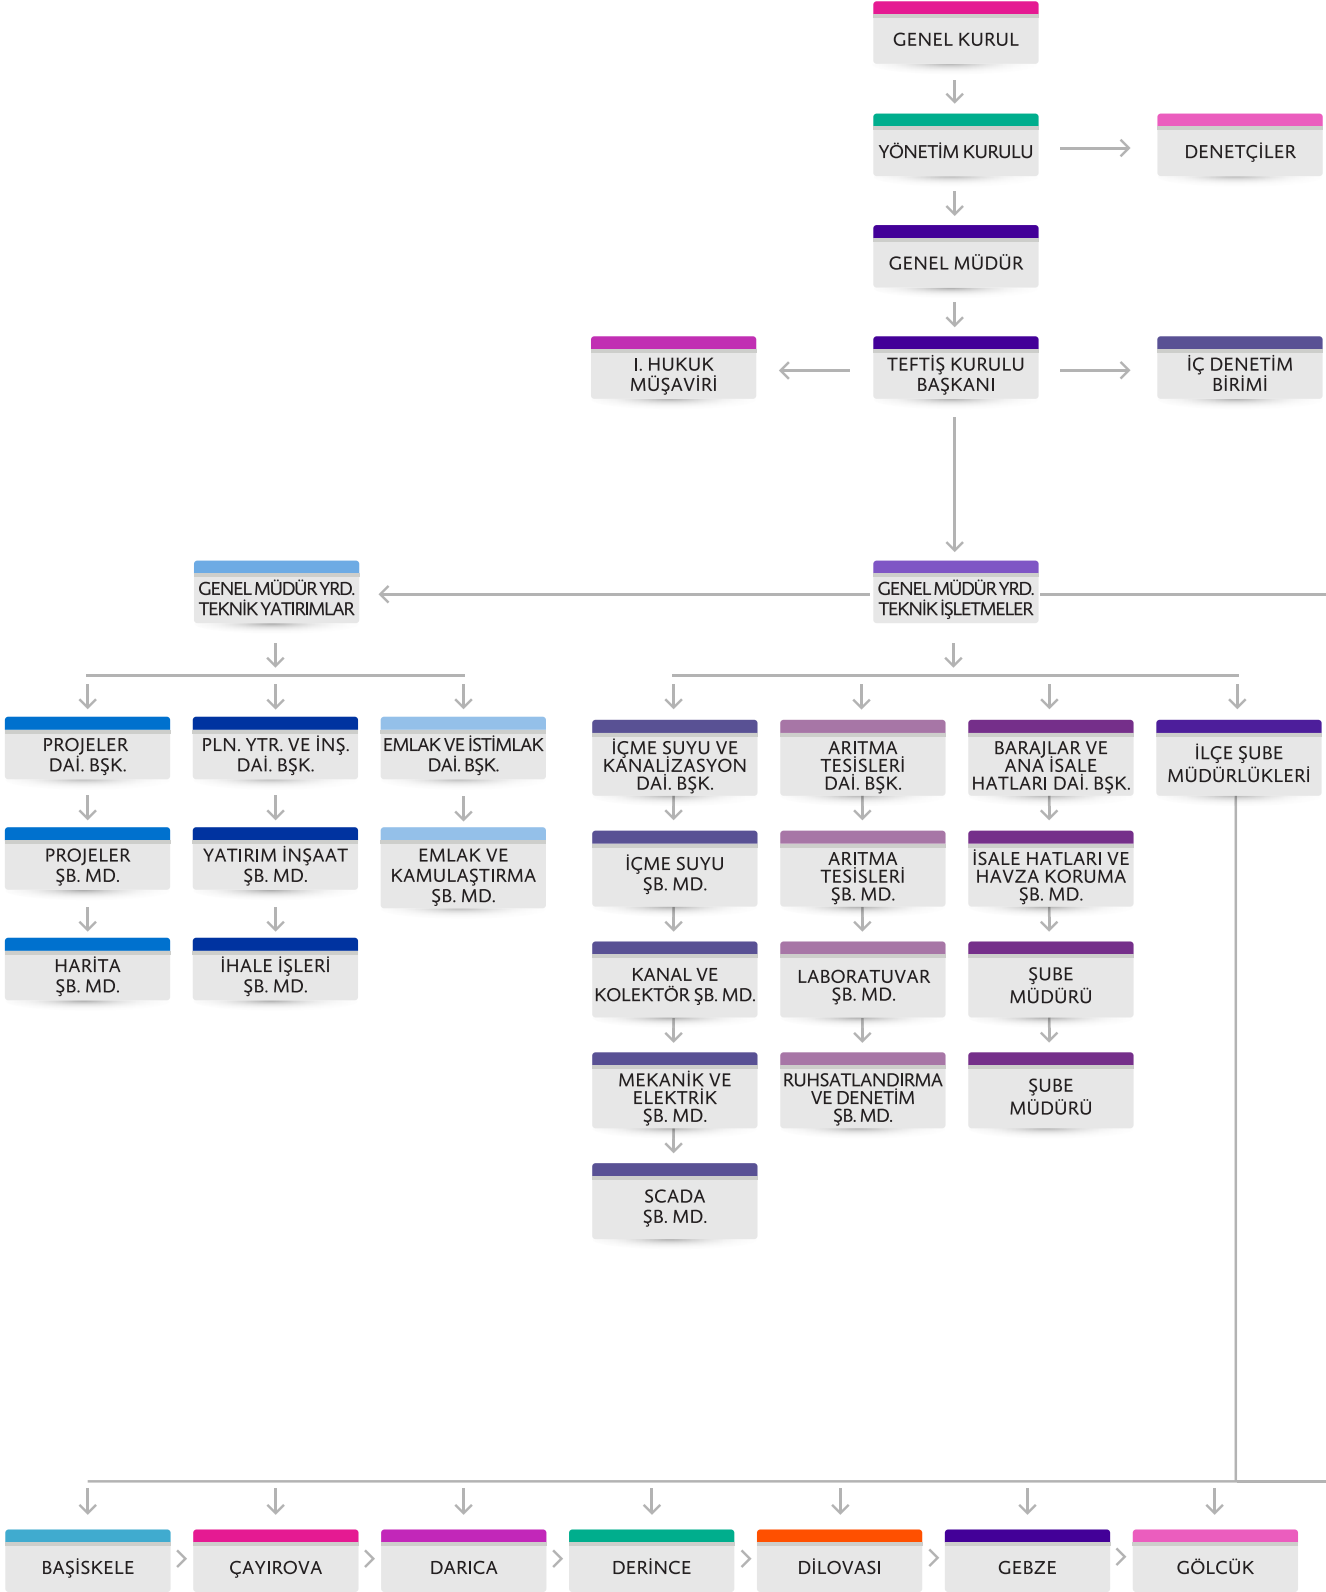 GENEL KURUL
YÖNETİM KURULU
DENETÇİLER
GENEL MÜDÜR
I. HUKUK
MÜŞAVİRİ
TEFTİŞ KURULU
BAŞKANI
İÇ DENETİM
BİRİMİ
GENEL MÜDÜR YRD.
TEKNİK YATIRIMLAR
GENEL MÜDÜR YRD.
TEKNİK İŞLETMELER
PROJELER
DAİ. BŞK.
PLN. YTR. VE İNŞ.
DAİ. BŞK.
EMLAK VE İSTİMLAK
DAİ. BŞK.
İÇME SUYU VE
KANALİZASYON
DAİ. BŞK.
ARITMA
TESİSLERİ
DAİ. BŞK.
BARAJLAR VE
ANA İSALE
HATLARI DAİ. BŞK.
İLÇE ŞUBE
MÜDÜRLÜKLERİ
PROJELER
ŞB. MD.
YATIRIM İNŞAAT
ŞB. MD.
EMLAK VE
KAMULAŞTIRMA
ŞB. MD.
İÇME SUYU
ŞB. MD.
ARITMA
TESİSLERİ
ŞB. MD.
İSALE HATLARI VE
HAVZA KORUMA
ŞB. MD.
HARİTA
ŞB. MD.
İHALE İŞLERİ
ŞB. MD.
KANAL VE
KOLEKTÖR ŞB. MD.
LABORATUVAR
ŞB. MD.
ŞUBE
MÜDÜRÜ
MEKANİK VE
ELEKTRİK
ŞB. MD.
RUHSATLANDIRMA
VE DENETİM
ŞB. MD.
ŞUBE
MÜDÜRÜ
SCADA
ŞB. MD.
BAŞİSKELE
ÇAYIROVA
DARICA
DERİNCE
DİLOVASI
GEBZE
GÖLCÜK